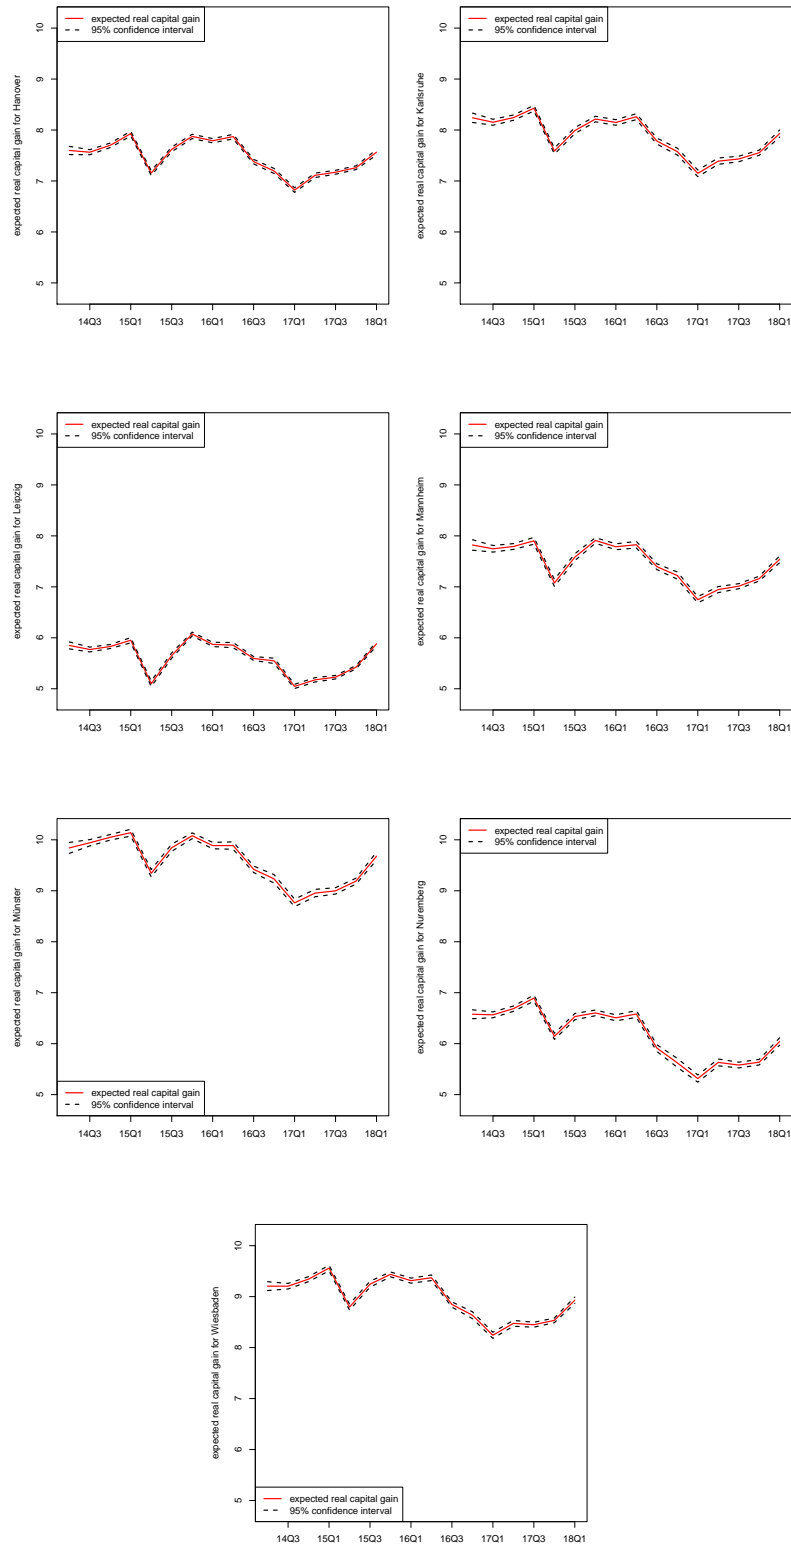 expected real capital gain
95% confidence interval
expected real capital gain for Hanover
10
9
8
7
6
5
14Q3 15Q1 15Q3 16Q1 16Q3 17Q1 17Q3 18Q1
expected real capital gain
95% confidence interval
expected real capital gain for Karlsruhe
10
9
8
7
6
5
14Q3 15Q1 15Q3 16Q1 16Q3 17Q1 17Q3 18Q1
expected real capital gain
95% confidence interval
expected real capital gain for Leipzig
10
9
8
7
6
5
14Q3 15Q1 15Q3 16Q1 16Q3 17Q1 17Q3 18Q1
expected real capital gain
95% confidence interval
expected real capital gain for Mannheim
10
9
8
7
6
5
14Q3 15Q1 15Q3 16Q1 16Q3 17Q1 17Q3 18Q1
expected real capital gain for Münster
10
9
8
7
6
5
expected real capital gain
95% confidence interval
14Q3 15Q1 15Q3 16Q1 16Q3 17Q1 17Q3 18Q1
expected real capital gain
95% confidence interval
expected real capital gain for Nuremberg
10
9
8
7
6
5
14Q3 15Q1 15Q3 16Q1 16Q3 17Q1 17Q3 18Q1
expected real capital gain for Wiesbaden
10
9
8
7
6
5
expected real capital gain
95% confidence interval
14Q3 15Q1 15Q3 16Q1 16Q3 17Q1 17Q3 18Q1